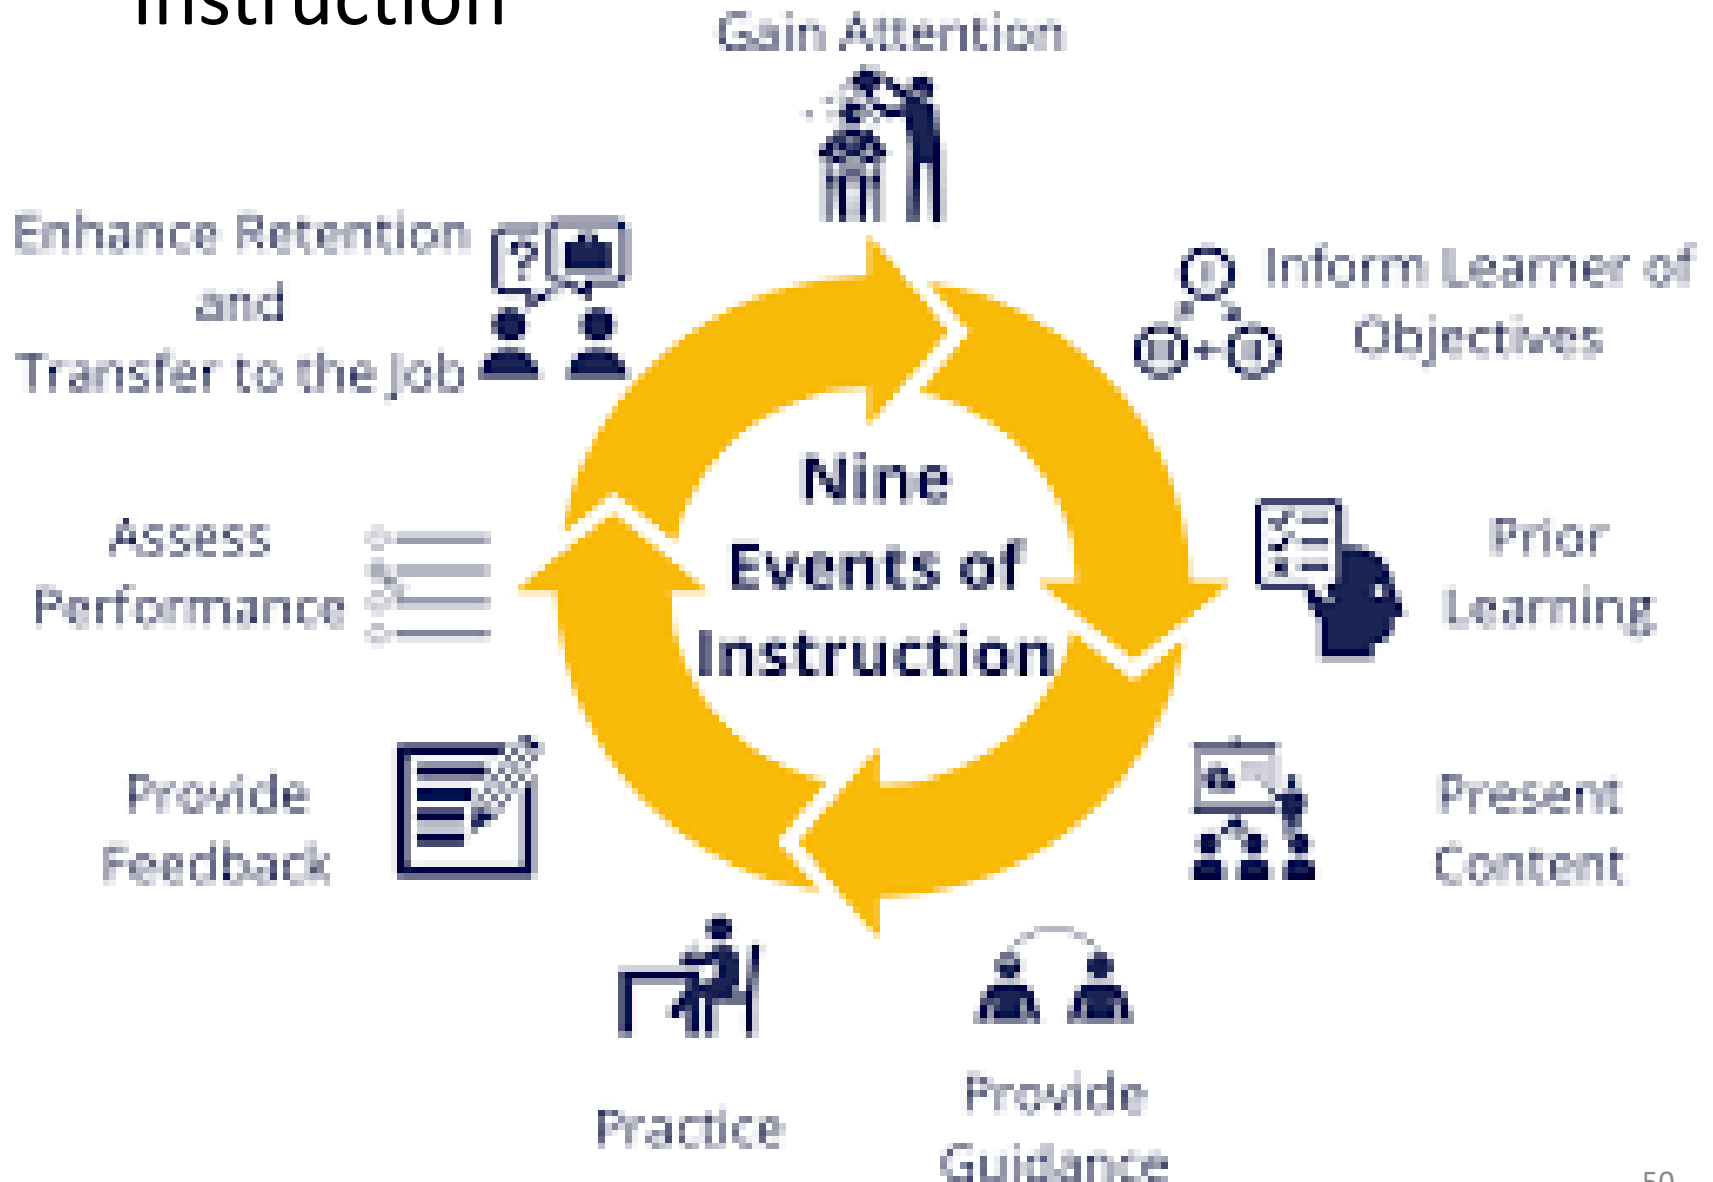 Instruction
Gain Attention
Inform Learner of
Objectives
Prior
Learning
Present
Content
Provide
Guidance
Practice
Provide
Feedback
Assess
Performance
Enhance Retention
and
Transfer to the Job
Nine
Events of
Instruction
?
50